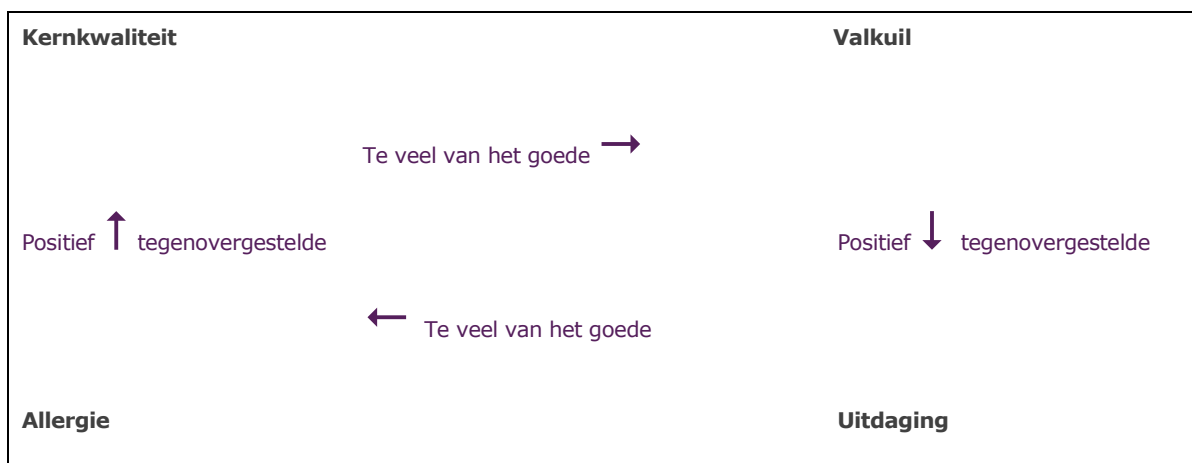 Kernkwaliteit Valkuil
Te veel van het goede →
Positief ↑ tegenovergestelde Positief ↓ tegenovergestelde
← Te veel van het goede
Allergie Uitdaging